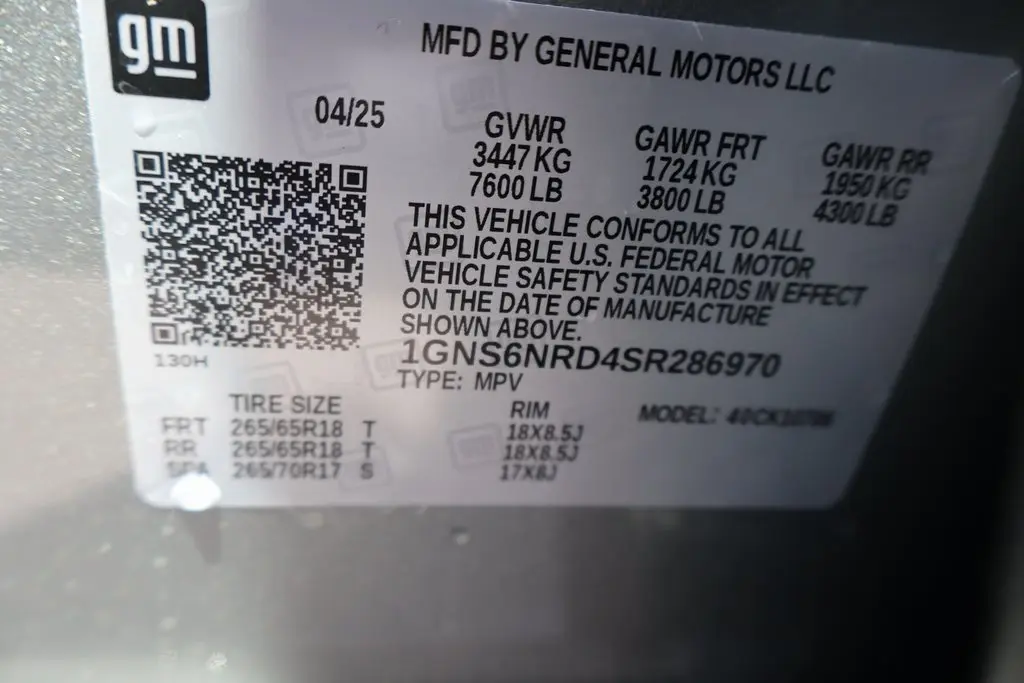 gm
MFD BY GENERAL MOTORS LLC
04/25
GVWR GAWR FRT GAWR RR
3447 KG 1724 KG 1950 KG
7600 LB 3800 LB 4300 LB
THIS VEHICLE CONFORMS TO ALL
APPLICABLE U.S. FEDERAL MOTOR
VEHICLE SAFETY STANDARDS IN EFFECT
ON THE DATE OF MANUFACTURE
SHOWN ABOVE.
130H
1GNS6NRD4SR286970
TYPE: MPV
TIRE SIZE RIM MODEL:
FRT 265/65R18 T 18X8.5J
RR 265/65R18 T 18X8.5J
SPA 265/70R17 S 17X8J